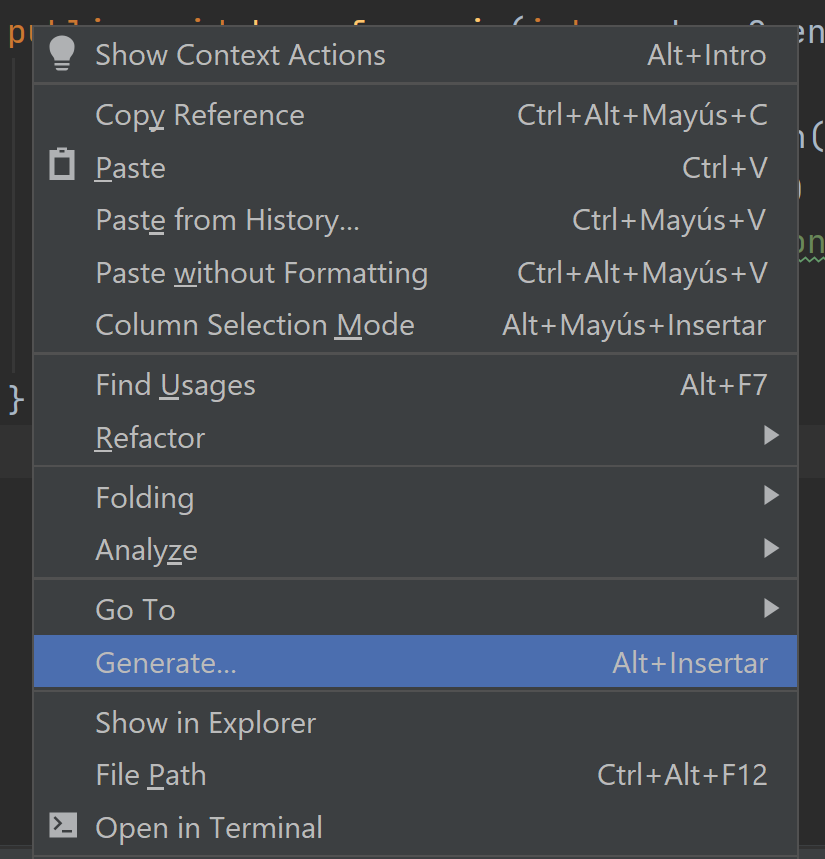 Show Context Actions Alt+Intro
Copy Reference Ctrl+Alt+Mayús+C
Paste Ctrl+V
Paste from History... Ctrl+Mayús+V
Paste without Formatting Ctrl+Alt+Mayús+V
Column Selection Mode Alt+Mayús+Insertar
Find Usages Alt+F7
}
Refactor
Folding
Analyze
Go To
Generate... Alt+Insertar
Show in Explorer
File Path Ctrl+Alt+F12
Open in Terminal